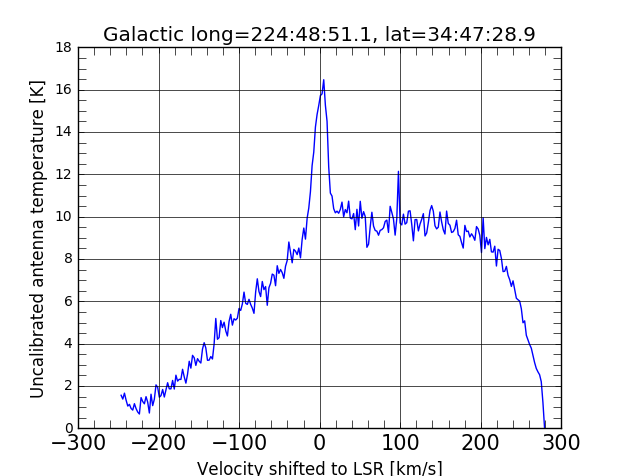 Galactic long=224:48:51.1, lat=34:47:28.9
18
16
14
12
10
8
6
4
2
0
Uncalibrated antenna temperature [K]
−300 −200 −100 0 100 200 300
Velocity shifted to LSR [km/s]